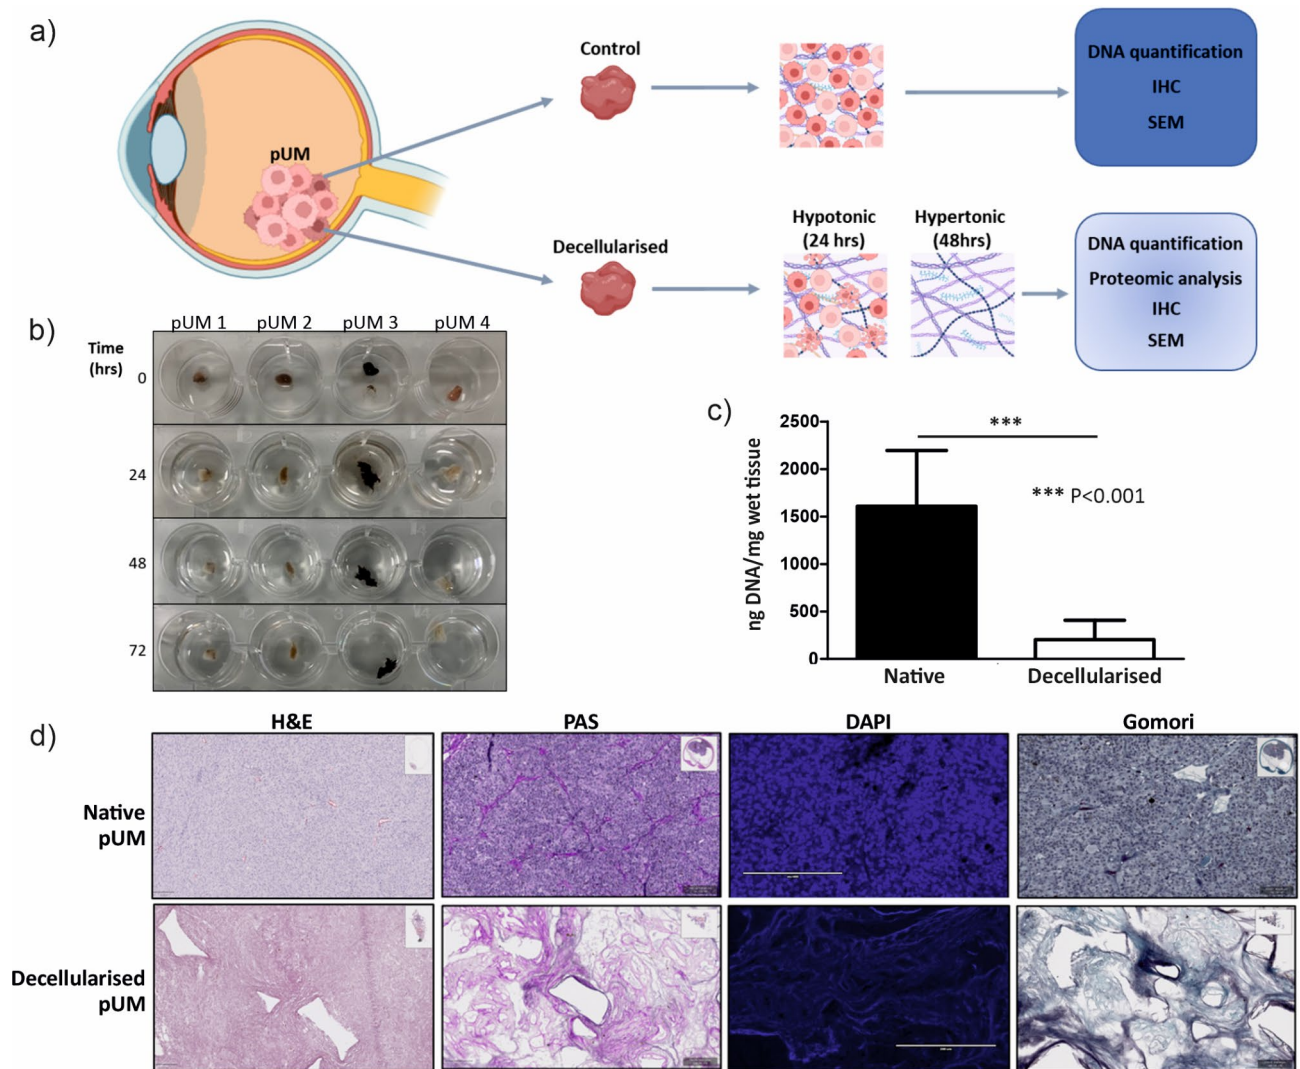 a)
Control
pUM
DNA quantification
IHC
SEM
Decellularised
Hypotonic
(24 hrs)
Hypertonic
(48hrs)
DNA quantification
Proteomic analysis
IHC
SEM
b)
pUM 1 pUM 2 pUM 3 pUM 4
Time
(hrs)
0
24
48
72
c)
ng DNA/mg wet tissue
2500
2000
1500
1000
500
0
***
*** P<0.001
Native Decellularised
d)
H&E PAS DAPI Gomori
Native
pUM
Decellularised
pUM